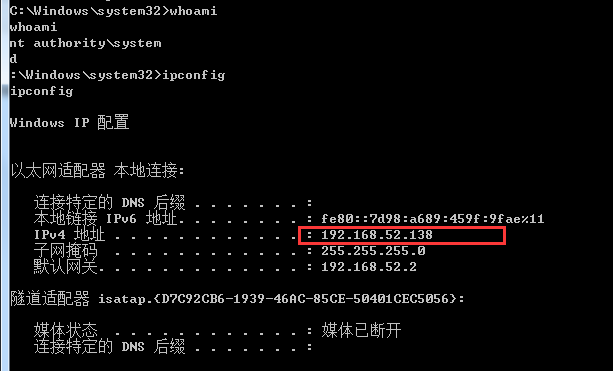 C:\Windows\system32>whoami
whoami
nt authority\system
d
:\Windows\system32>ipconfig
ipconfig
Windows IP 配置
以太网适配器 本地连接:
连接特定的 DNS 后缀 . . . . . . . :
本地链接 IPv6 地址. . . . . . . . : fe80::7d98:a689:459f:9fae%11
IPv4 地址 . . . . . . . . . . . . : 192.168.52.138
子网掩码 . . . . . . . . . . . . : 255.255.255.0
默认网关. . . . . . . . . . . . . : 192.168.52.2
隧道适配器 isatap.{D7C92CB6-1939-46AC-85CE-50401CEC5056}:
媒体状态 . . . . . . . . . . . . : 媒体已断开
连接特定的 DNS 后缀 . . . . . . . :